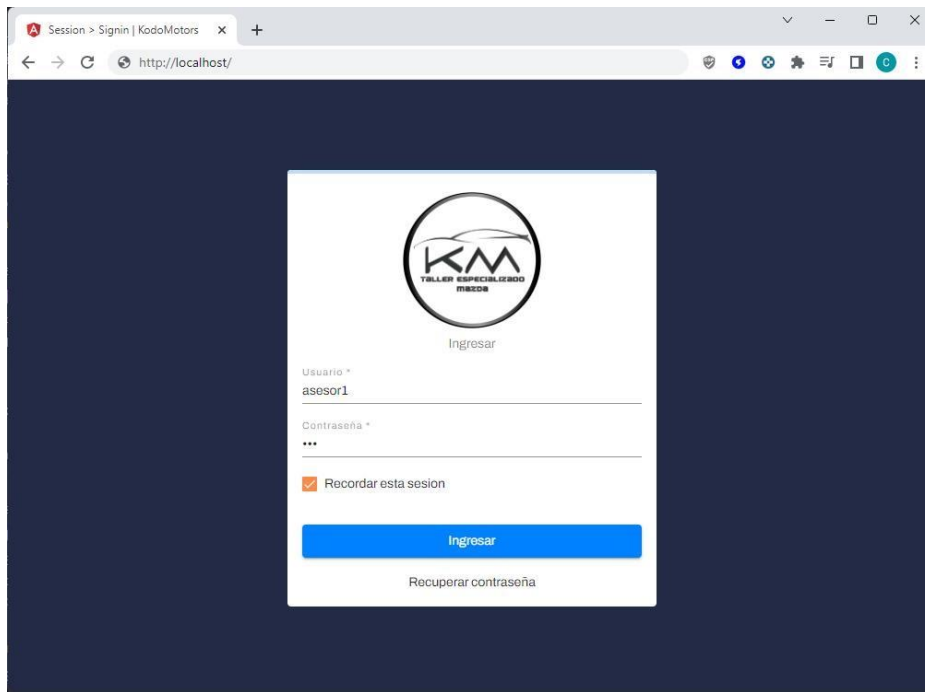 Session > Signin | KodoMotors
http://localhost/
C
KM
TALLER ESPECIALIZADO
mazda
Ingresar
Usuario *
asesor1
Contraseña *
•••
Recordar esta sesion
Ingresar
Recuperar contraseña